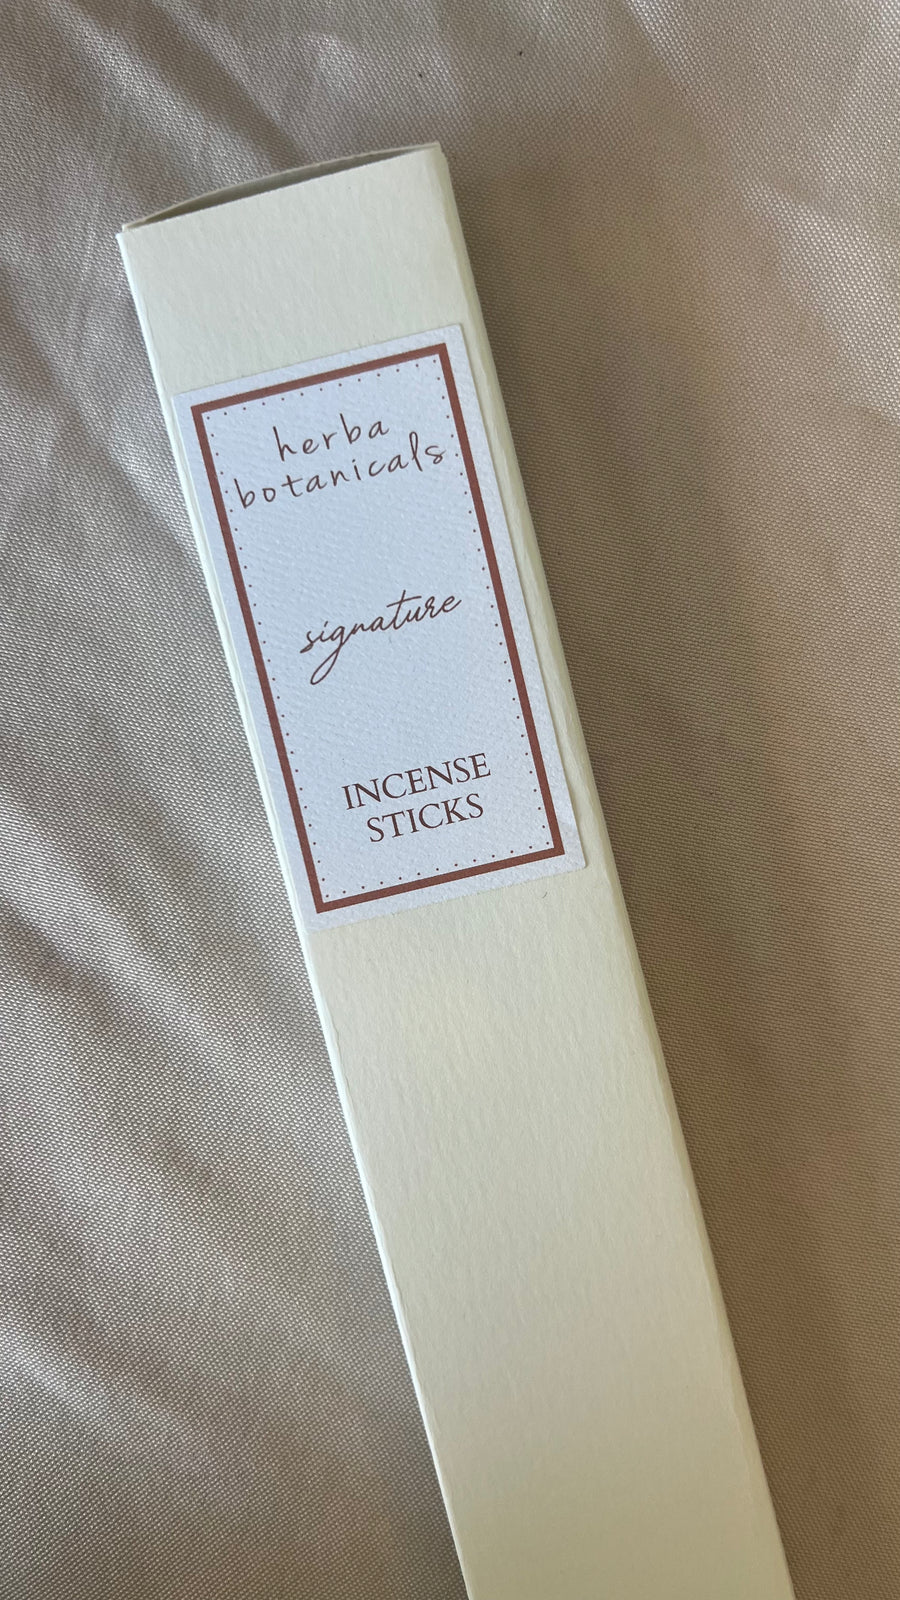 herba
botanicals
signature
INCENSE
STICKS